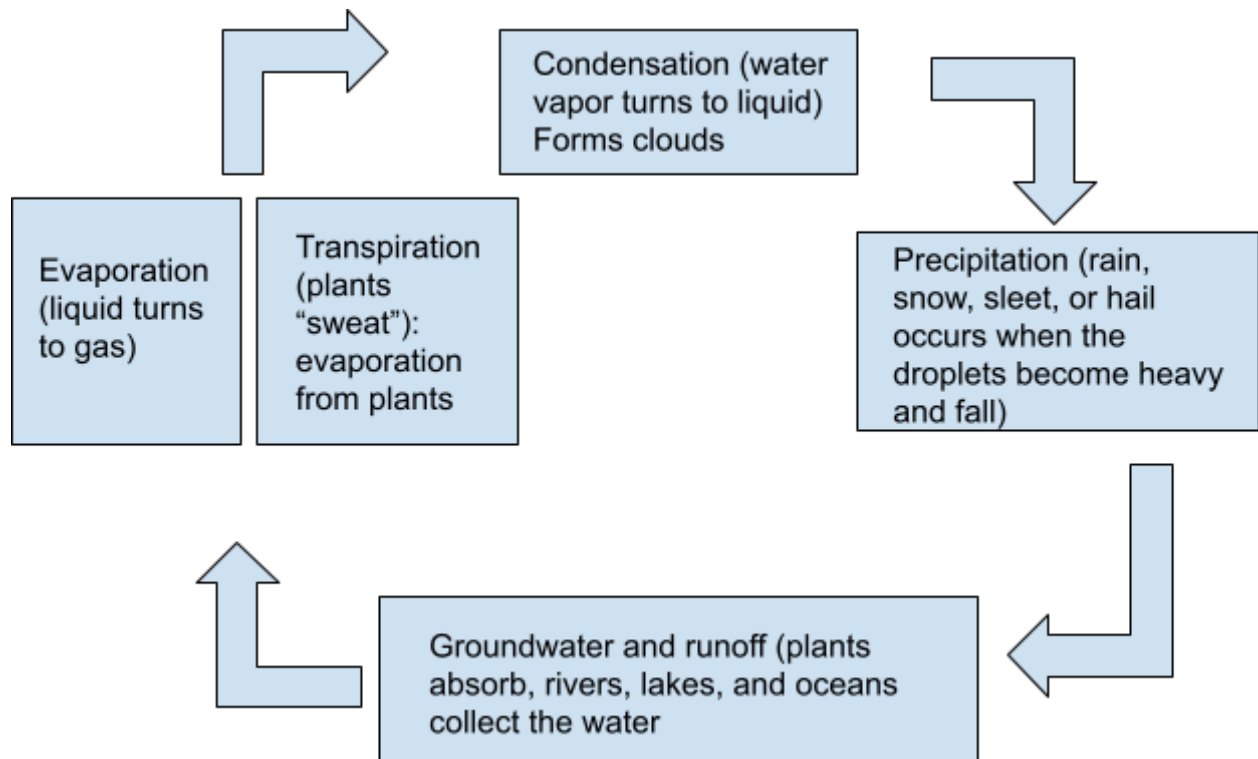 Condensation (water
vapor turns to liquid)
Forms clouds
Evaporation
(liquid turns
to gas)
Transpiration
(plants
“sweat”):
evaporation
from plants
Precipitation (rain,
snow, sleet, or hail
occurs when the
droplets become heavy
and fall)
Groundwater and runoff (plants
absorb, rivers, lakes, and oceans
collect the water